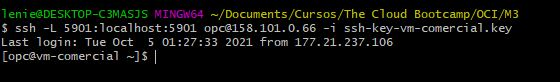 lenie@DESKTOP-C3MASJS MINGW64 ~/Documents/Cursos/The Cloud Bootcamp/OCI/M3
$ ssh -L 5901:localhost:5901 opc@158.101.0.66 -i ssh-key-vm-comercial.key
Last login: Tue Oct  5 01:27:33 2021 from 177.21.237.106
[opc@vm-comercial ~]$